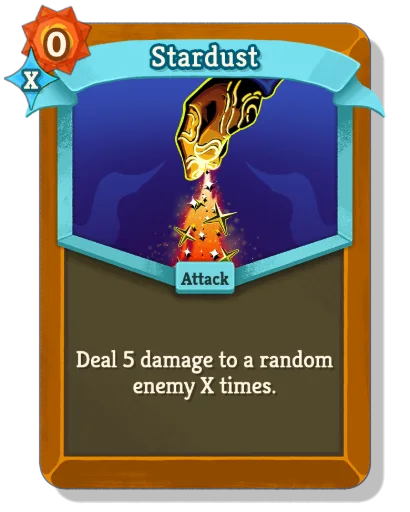 0
X
Stardust
Attack
Deal 5 damage to a random
enemy X times.